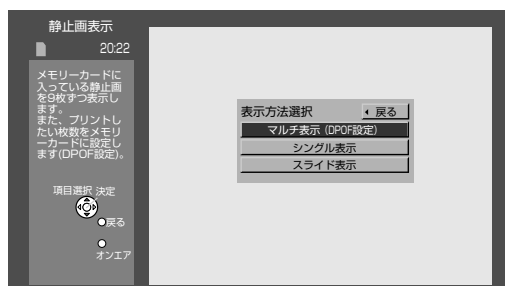 静止画表示
20:22
メモリーカードに
入っている静止画
を9枚ずつ表示し
ます。
また、プリントし
たい枚数をメモリ
ーカードに設定し
ます(DPOF設定)。
項目選択 決定
戻る
オンエア
表示方法選択 戻る
マルチ表示 (DPOF設定)
シングル表示
スライド表示